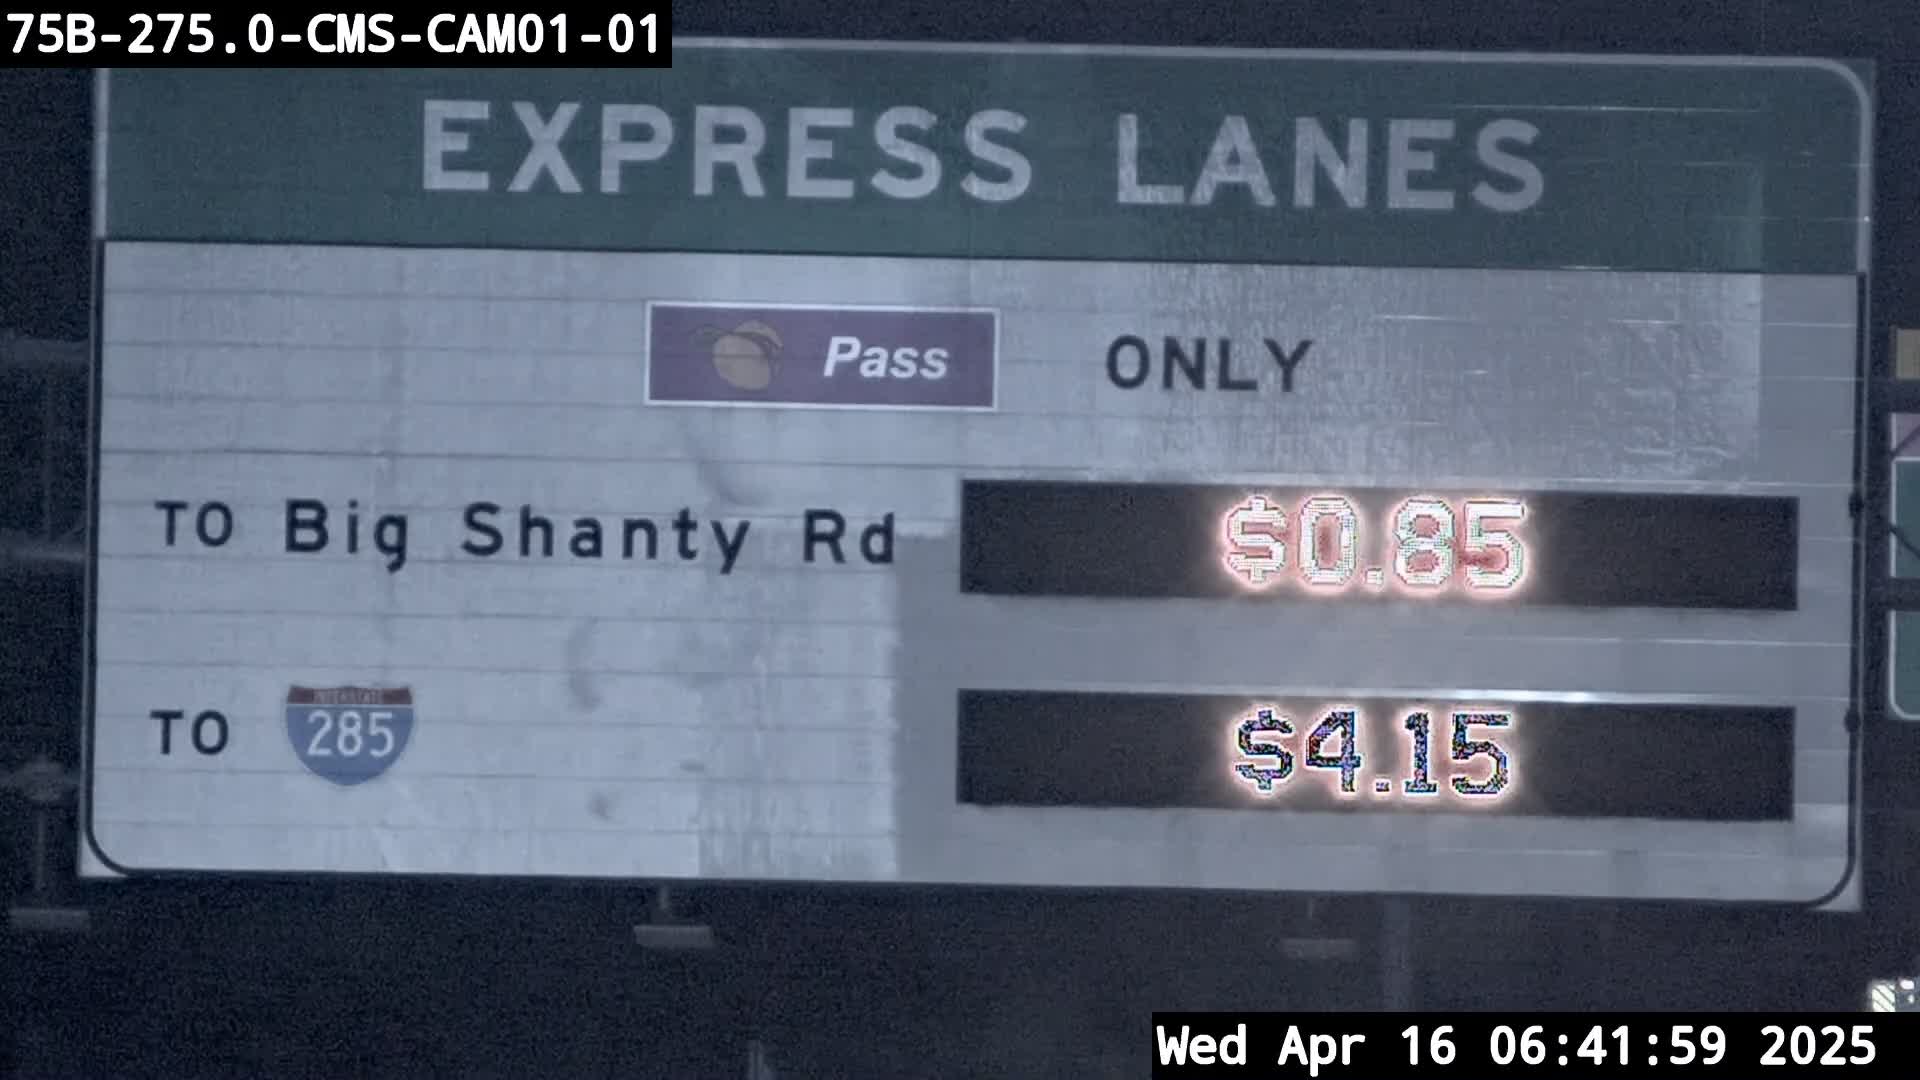 75B-275.0-CMS-CAM01-01
EXPRESS LANES
Pass ONLY
TO Big Shanty Rd $0.85
INTERSTATE
TO 285 $4.15
Wed Apr 16 06:41:59 2025